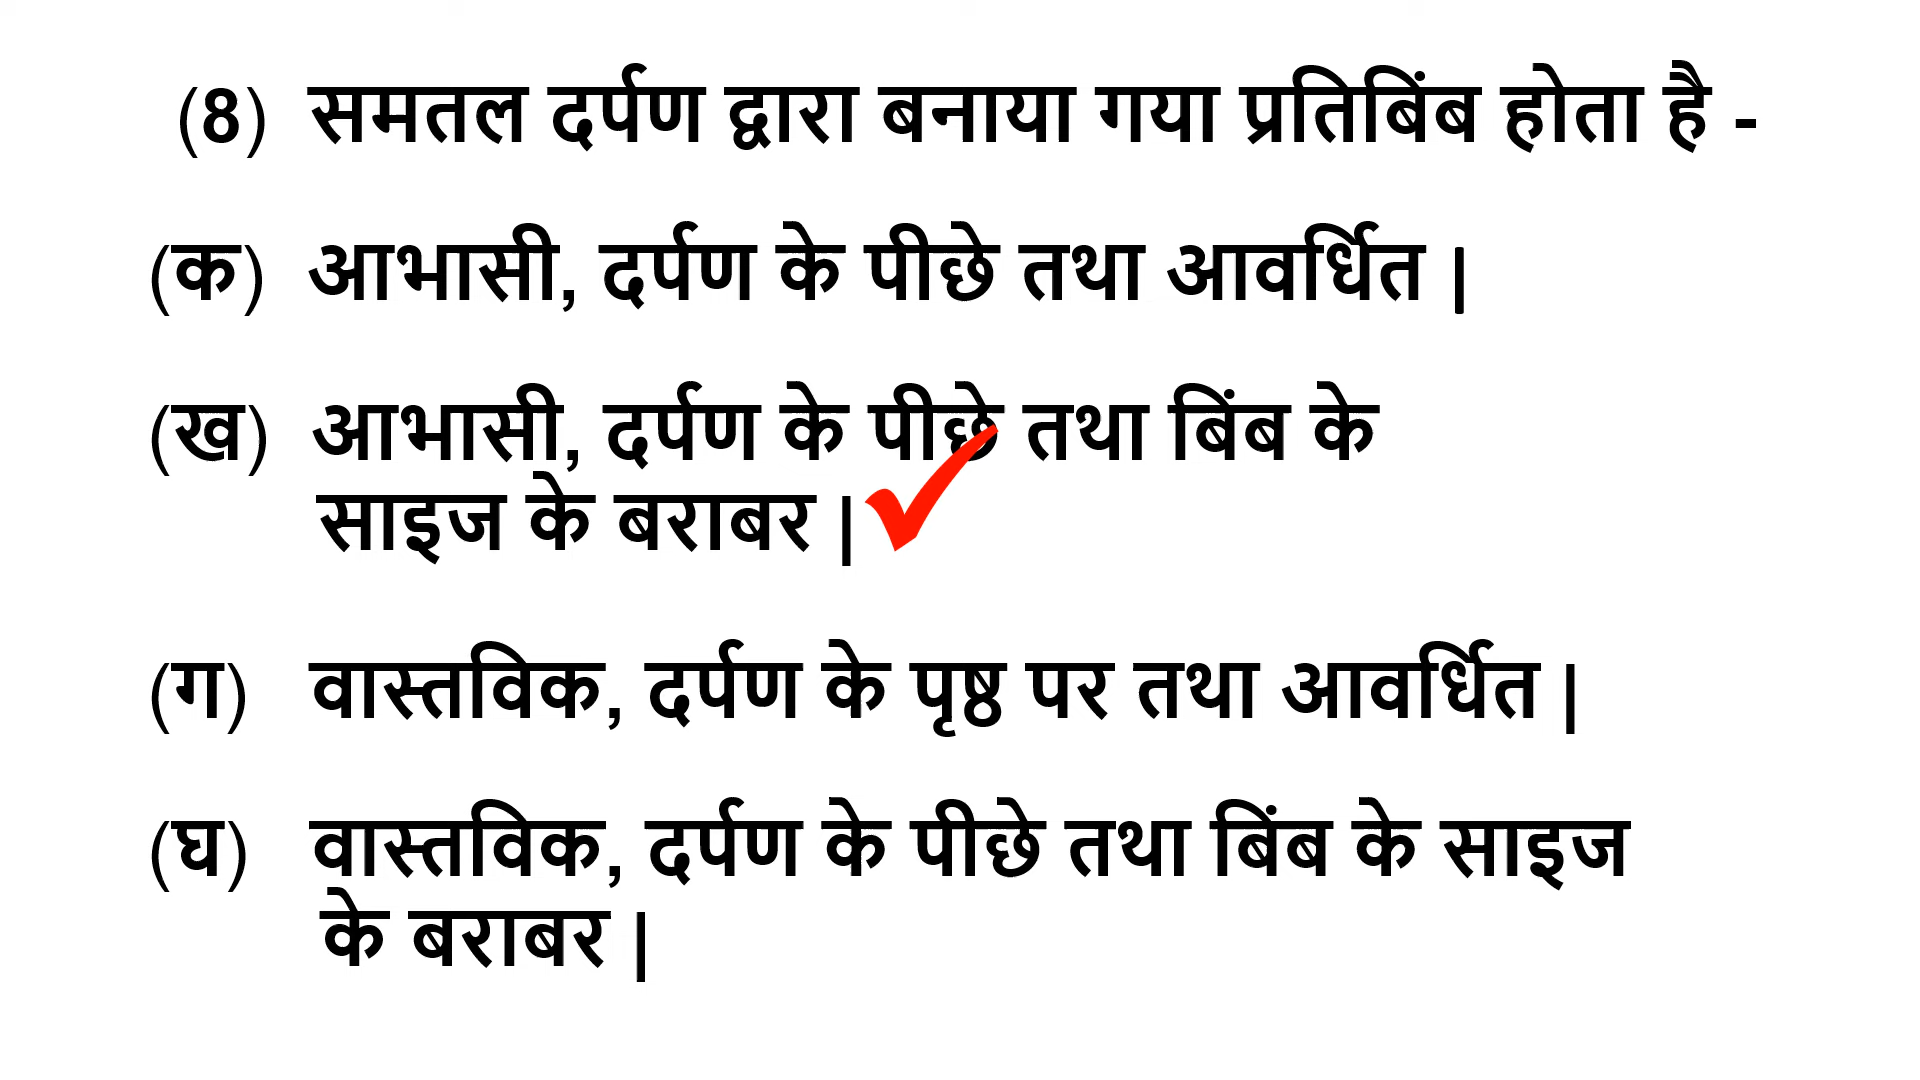 (8) समतल दर्पण द्वारा बनाया गया प्रतिबिंब होता है -
(क) आभासी, दर्पण के पीछे तथा आवर्धित |
(ख) आभासी, दर्पण के पीछे तथा बिंब के
साइज के बराबर |
(ग) वास्तविक, दर्पण के पृष्ठ पर तथा आवर्धित |
(घ) वास्तविक, दर्पण के पीछे तथा बिंब के साइज
के बराबर |